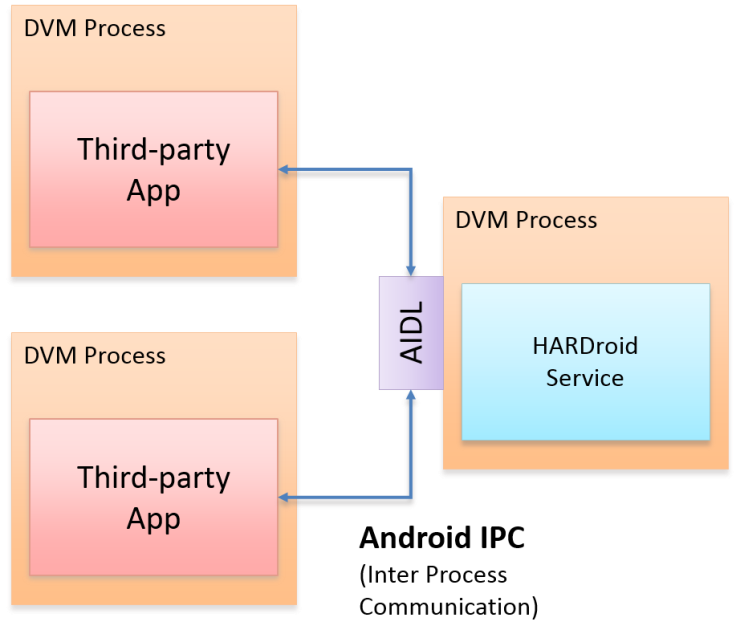 DVM Process
Third-party
App
DVM Process
HARDroid
Service
AIDL
DVM Process
Third-party
App
Android IPC
(Inter Process
Communication)